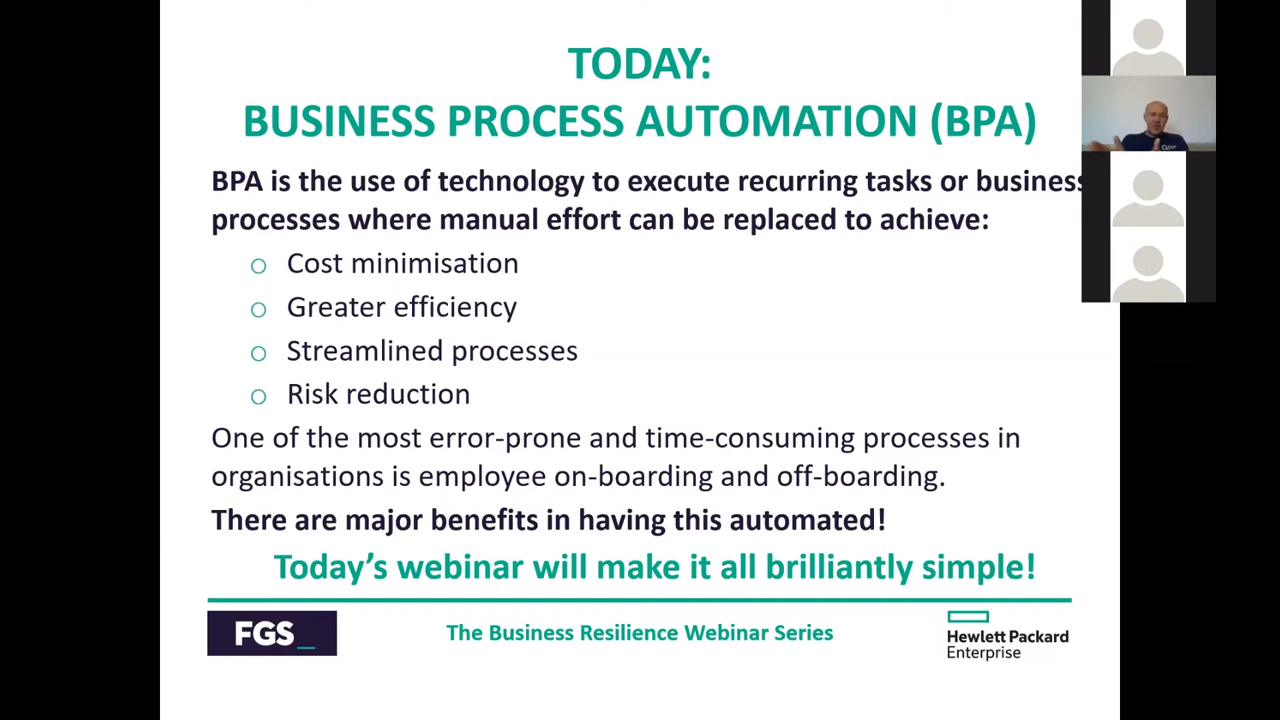 TODAY:
BUSINESS PROCESS AUTOMATION (BPA)
BPA is the use of technology to execute recurring tasks or business
processes where manual effort can be replaced to achieve:
o Cost minimisation
o Greater efficiency
o Streamlined processes
o Risk reduction
One of the most error-prone and time-consuming processes in
organisations is employee on-boarding and off-boarding.
There are major benefits in having this automated!
Today’s webinar will make it all brilliantly simple!
FGS_
The Business Resilience Webinar Series
Hewlett Packard
Enterprise